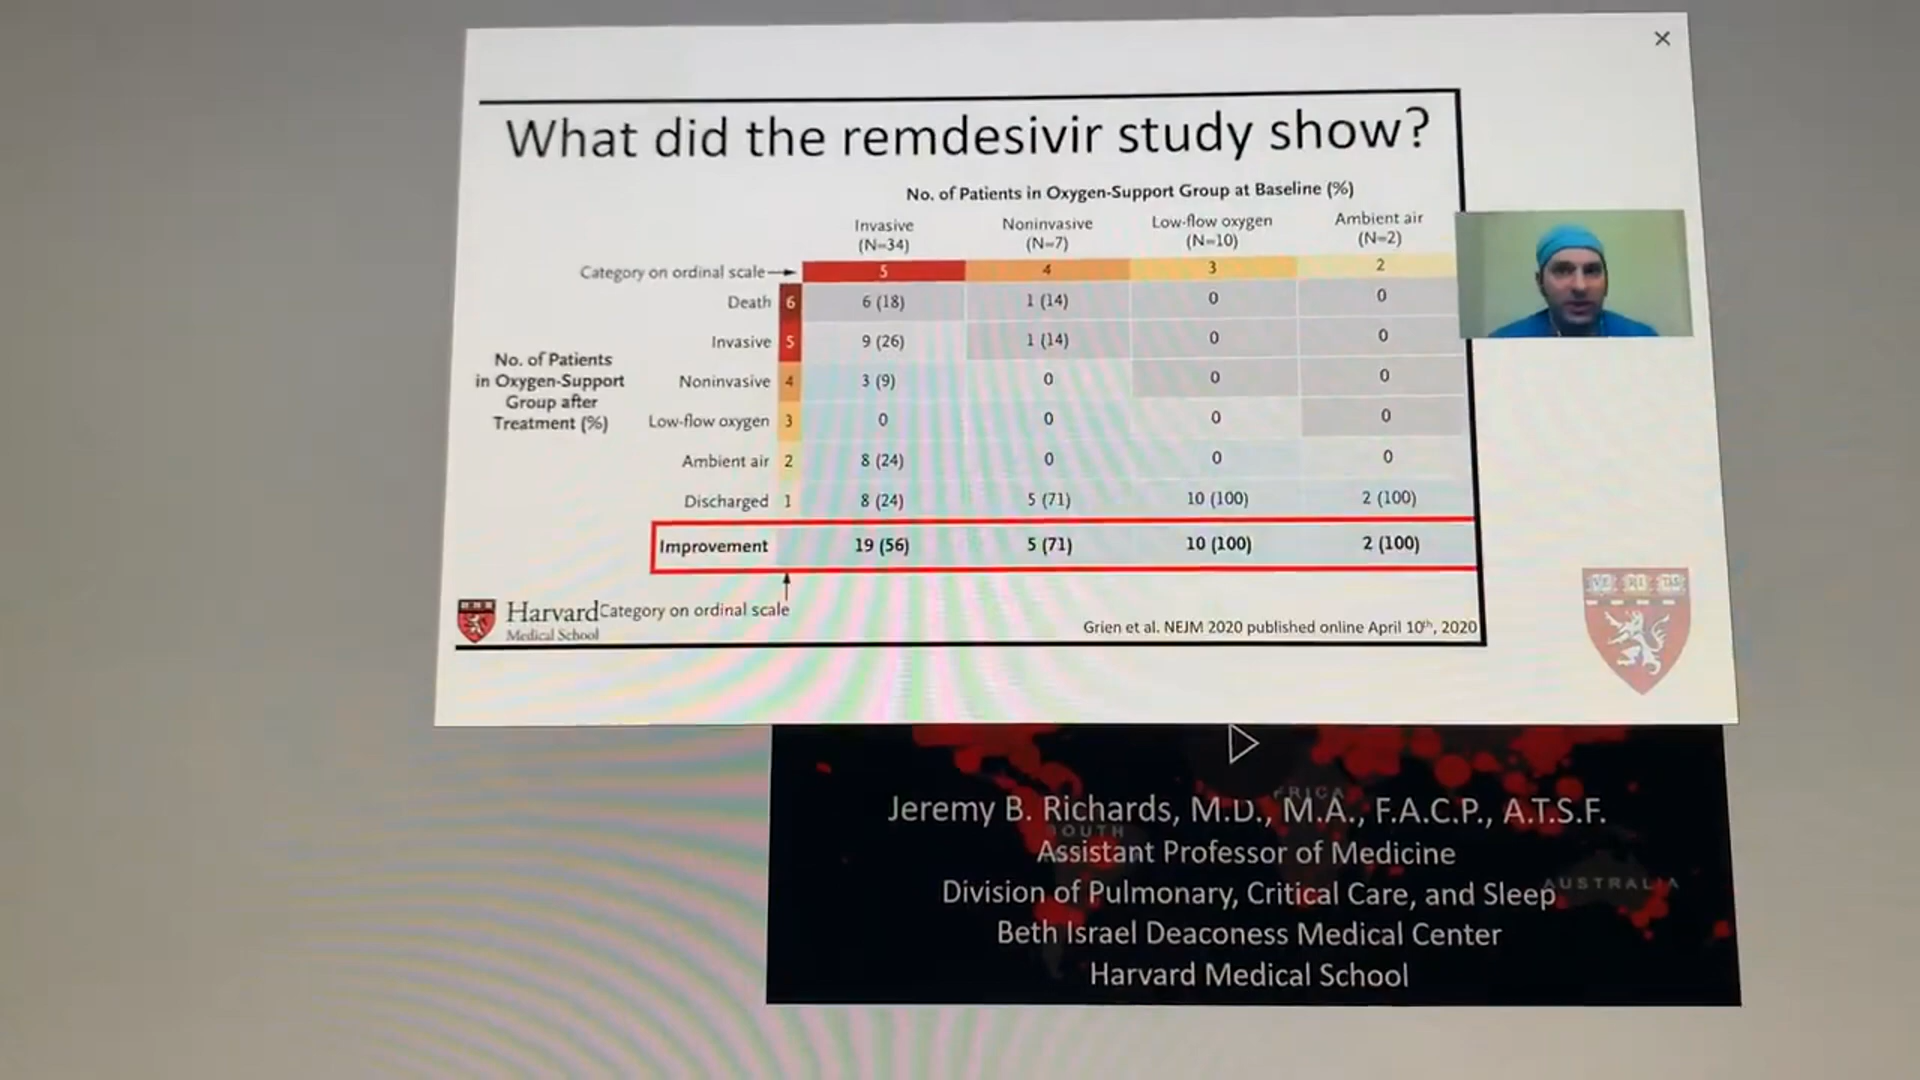 What did the remdesivir study show?
No. of Patients in Oxygen-Support Group at Baseline (%)
Invasive (N=34) Noninvasive (N=7) Low-flow oxygen (N=10) Ambient air (N=2)
Category on ordinal scale 5 4 3 2
Death 6 6 (18) 1 (14) 0 0
Invasive 5 9 (26) 1 (14) 0 0
No. of Patients
in Oxygen-Support
Group after
Treatment (%)
Noninvasive 4 3 (9) 0 0 0
Low-flow oxygen 3 0 0 0 0
Ambient air 2 8 (24) 0 0 0
Discharged 1 8 (24) 5 (71) 10 (100) 2 (100)
Improvement 19 (56) 5 (71) 10 (100) 2 (100)
Category on ordinal scale
Harvard
Medical School
Grien et al. NEJM 2020 published online April 10th, 2020
VE RI TAS
Jeremy B. Richards, M.D., M.A., F.A.C.P., A.T.S.F.
Assistant Professor of Medicine
Division of Pulmonary, Critical Care, and Sleep
Beth Israel Deaconess Medical Center
Harvard Medical School
SOUTH
AUSTRALIA